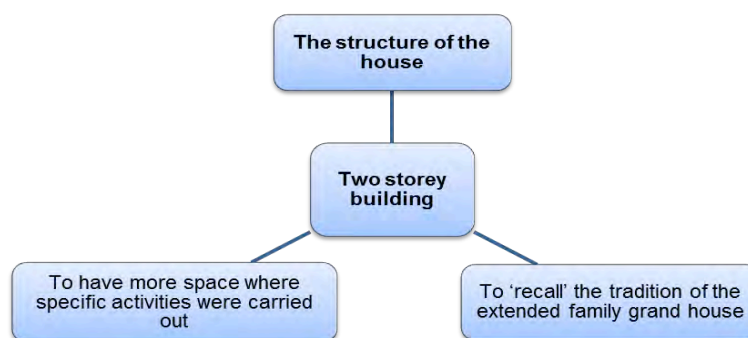 The structure of the
house
Two storey
building
To have more space where
specific activities were carried
out
To ‘recall’ the tradition of the
extended family grand house